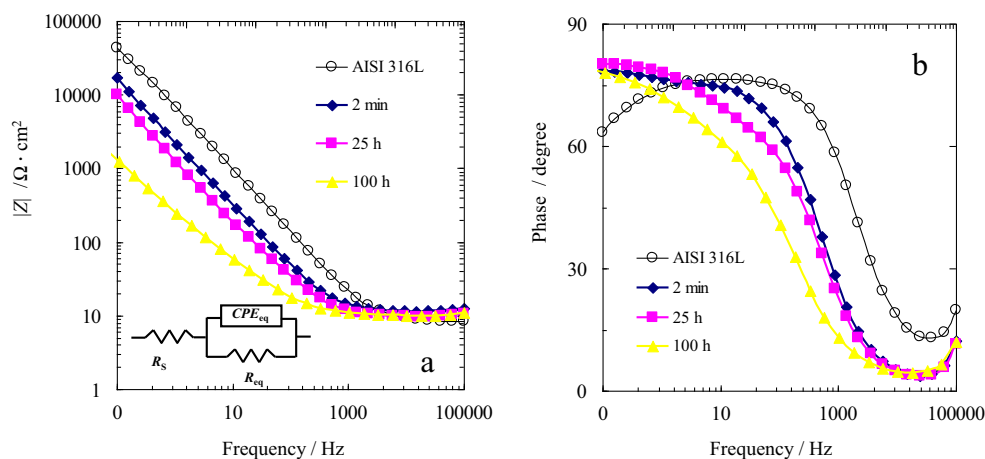 100000
10000
1000
100
10
1
|Z| / Ω · cm2
AISI 316L
2 min
25 h
100 h
CPEeq
Rs
Req
a
0
10
1000
100000
Frequency / Hz
90
60
30
0
Phase / degree
b
AISI 316L
2 min
25 h
100 h
0
10
1000
100000
Frequency / Hz